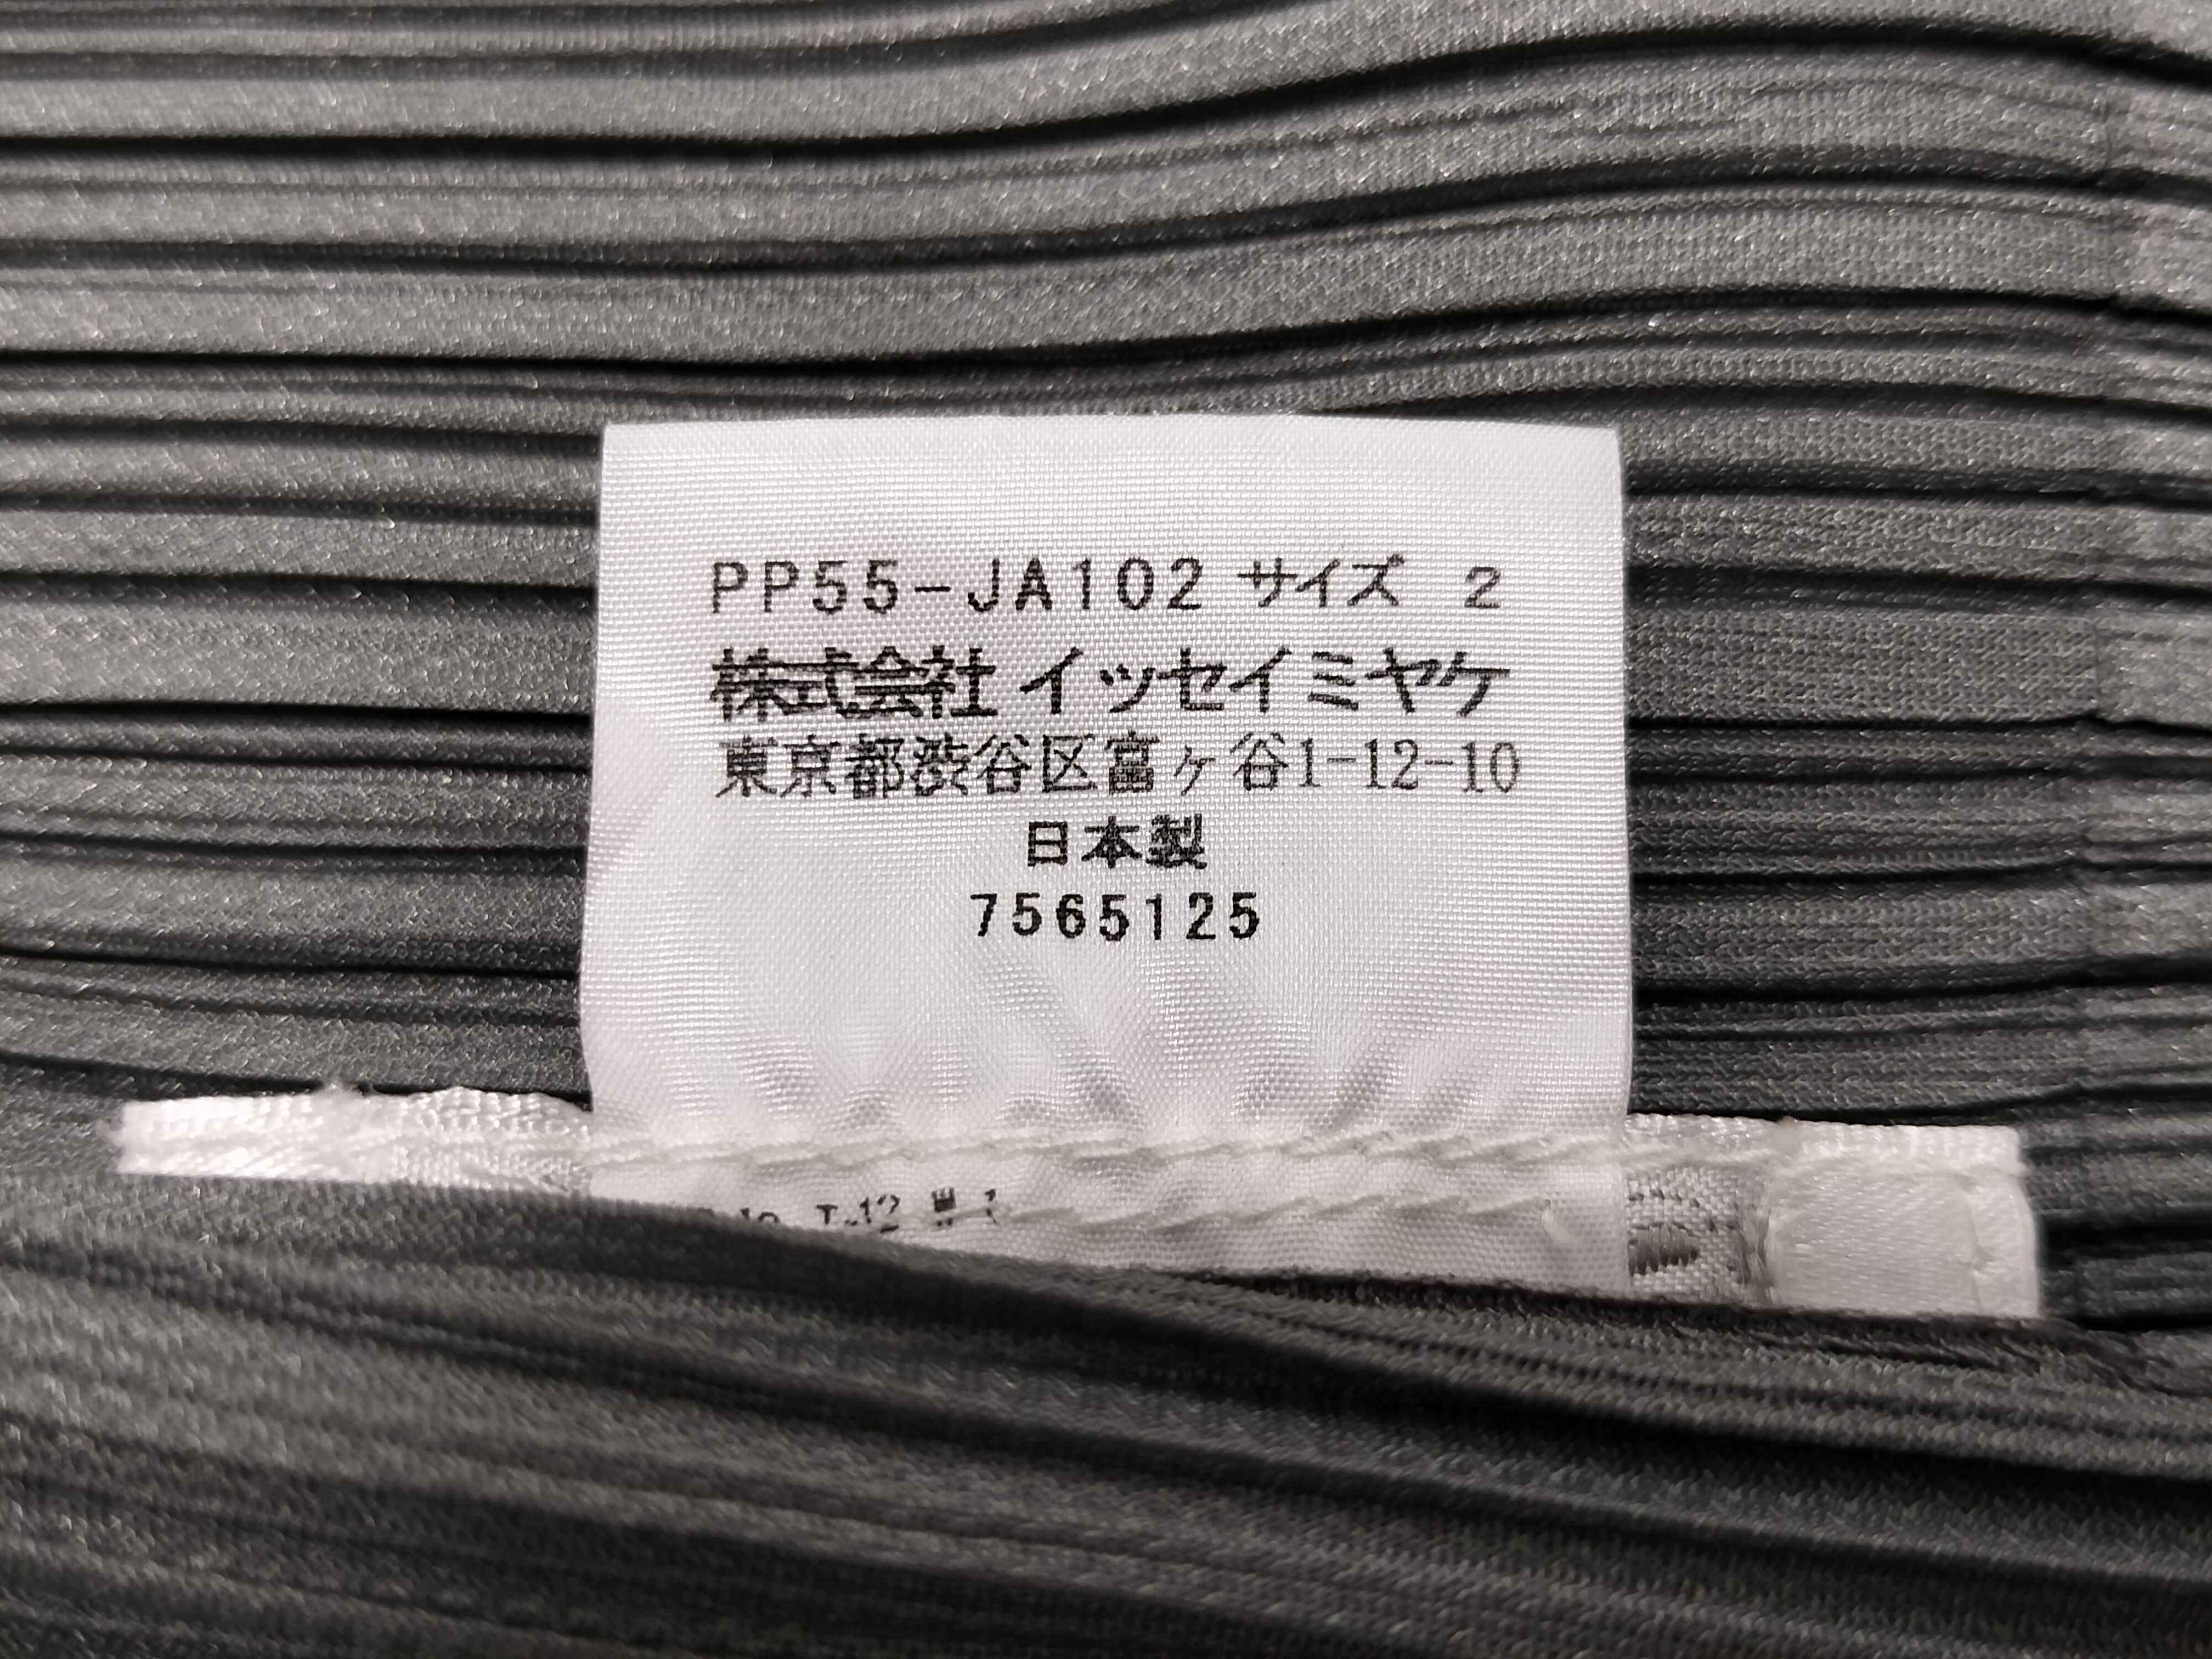 PP55-JA102 サイズ 2
株式会社 イッセイミヤケ
東京都渋谷区富ヶ谷1-12-10
日本製
7565125